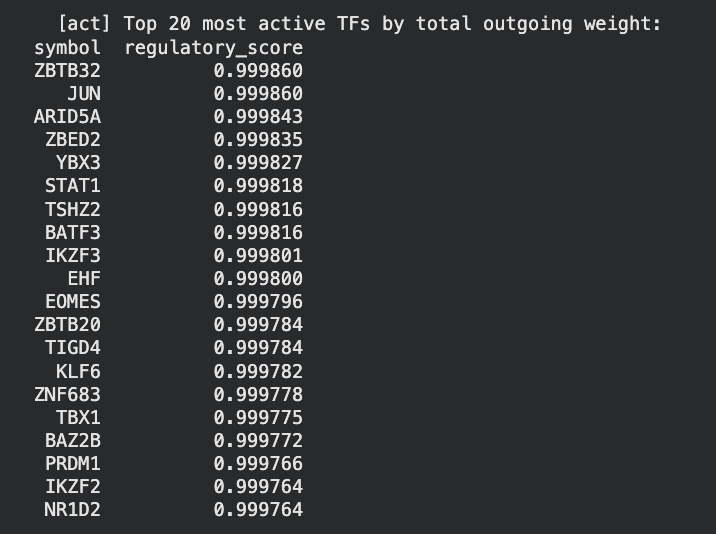 [act] Top 20 most active TFs by total outgoing weight:
symbol regulatory_score
ZBTB32 0.999860
JUN 0.999860
ARID5A 0.999843
ZBED2 0.999835
YBX3 0.999827
STAT1 0.999818
TSHZ2 0.999816
BATF3 0.999816
IKZF3 0.999801
EHF 0.999800
EOMES 0.999796
ZBTB20 0.999784
TIGD4 0.999784
KLF6 0.999782
ZNF683 0.999778
TBX1 0.999775
BAZ2B 0.999772
PRDM1 0.999766
IKZF2 0.999764
NR1D2 0.999764